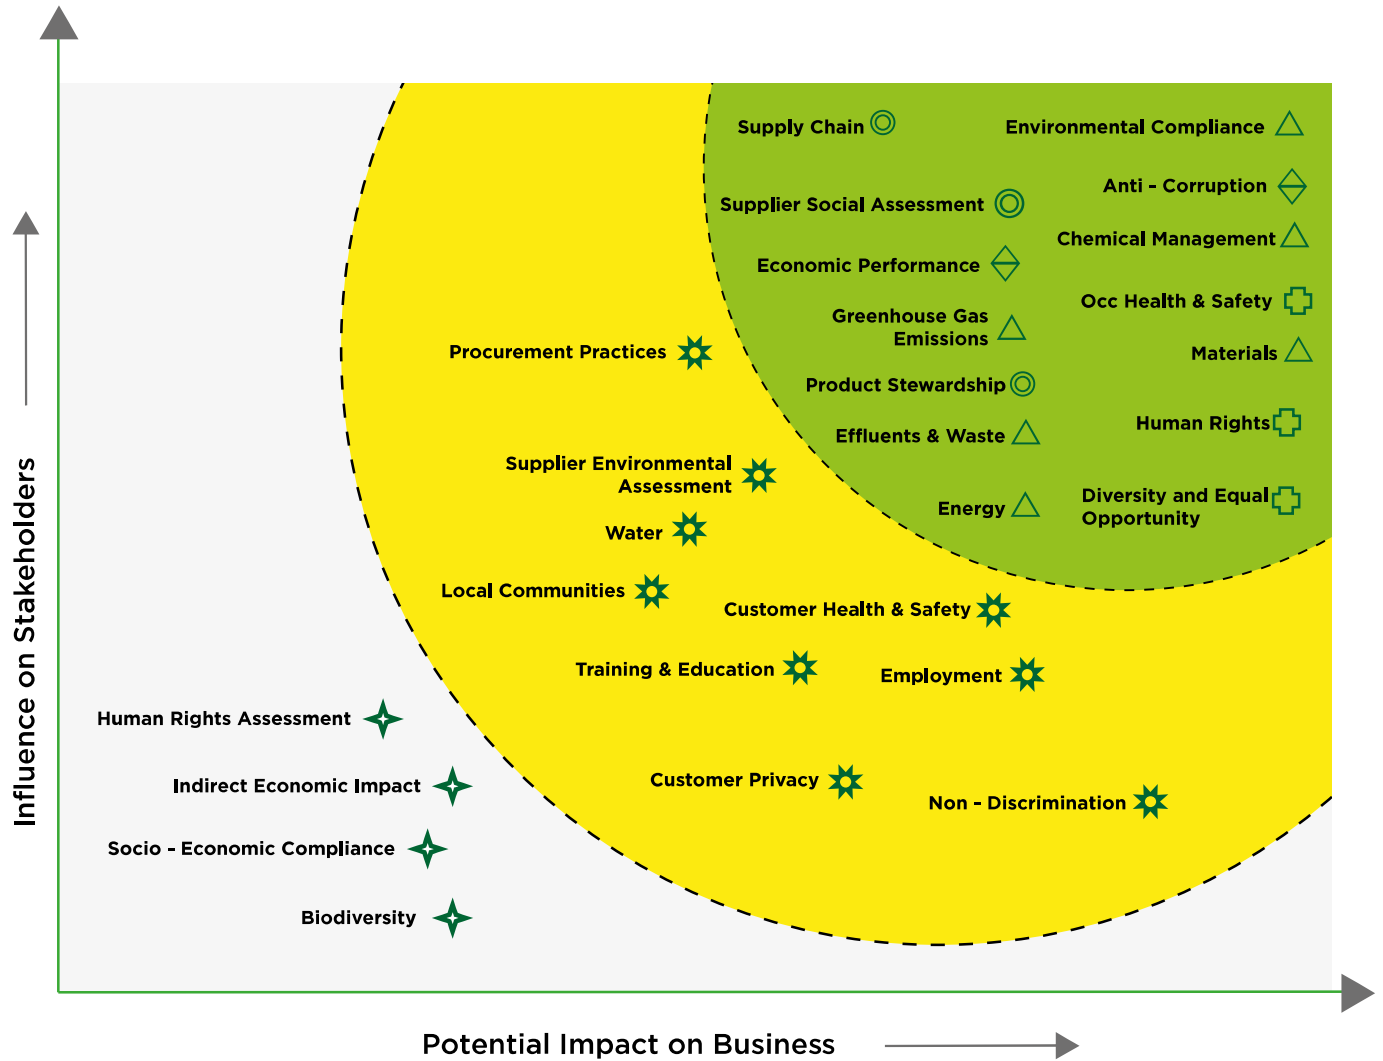 Supply Chain
Environmental Compliance
Anti - Corruption
Supplier Social Assessment
Chemical Management
Economic Performance
Occ Health & Safety
Greenhouse Gas
Emissions
Materials
Procurement Practices
Product Stewardship
Human Rights
Effluents & Waste
Supplier Environmental
Assessment
Diversity and Equal
Opportunity
Energy
Water
Local Communities
Customer Health & Safety
Training & Education
Employment
Human Rights Assessment
Indirect Economic Impact
Customer Privacy
Non - Discrimination
Socio - Economic Compliance
Biodiversity
Influence on Stakeholders
Potential Impact on Business